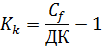 K_k = C_f / ДК − 1